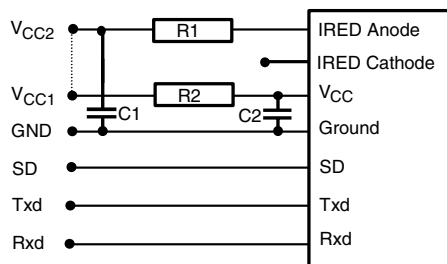 VCC2 R1 IRED Anode
IRED Cathode
VCC1 R2 VCC
C1 C2
GND Ground
SD SD
Txd Txd
Rxd Rxd